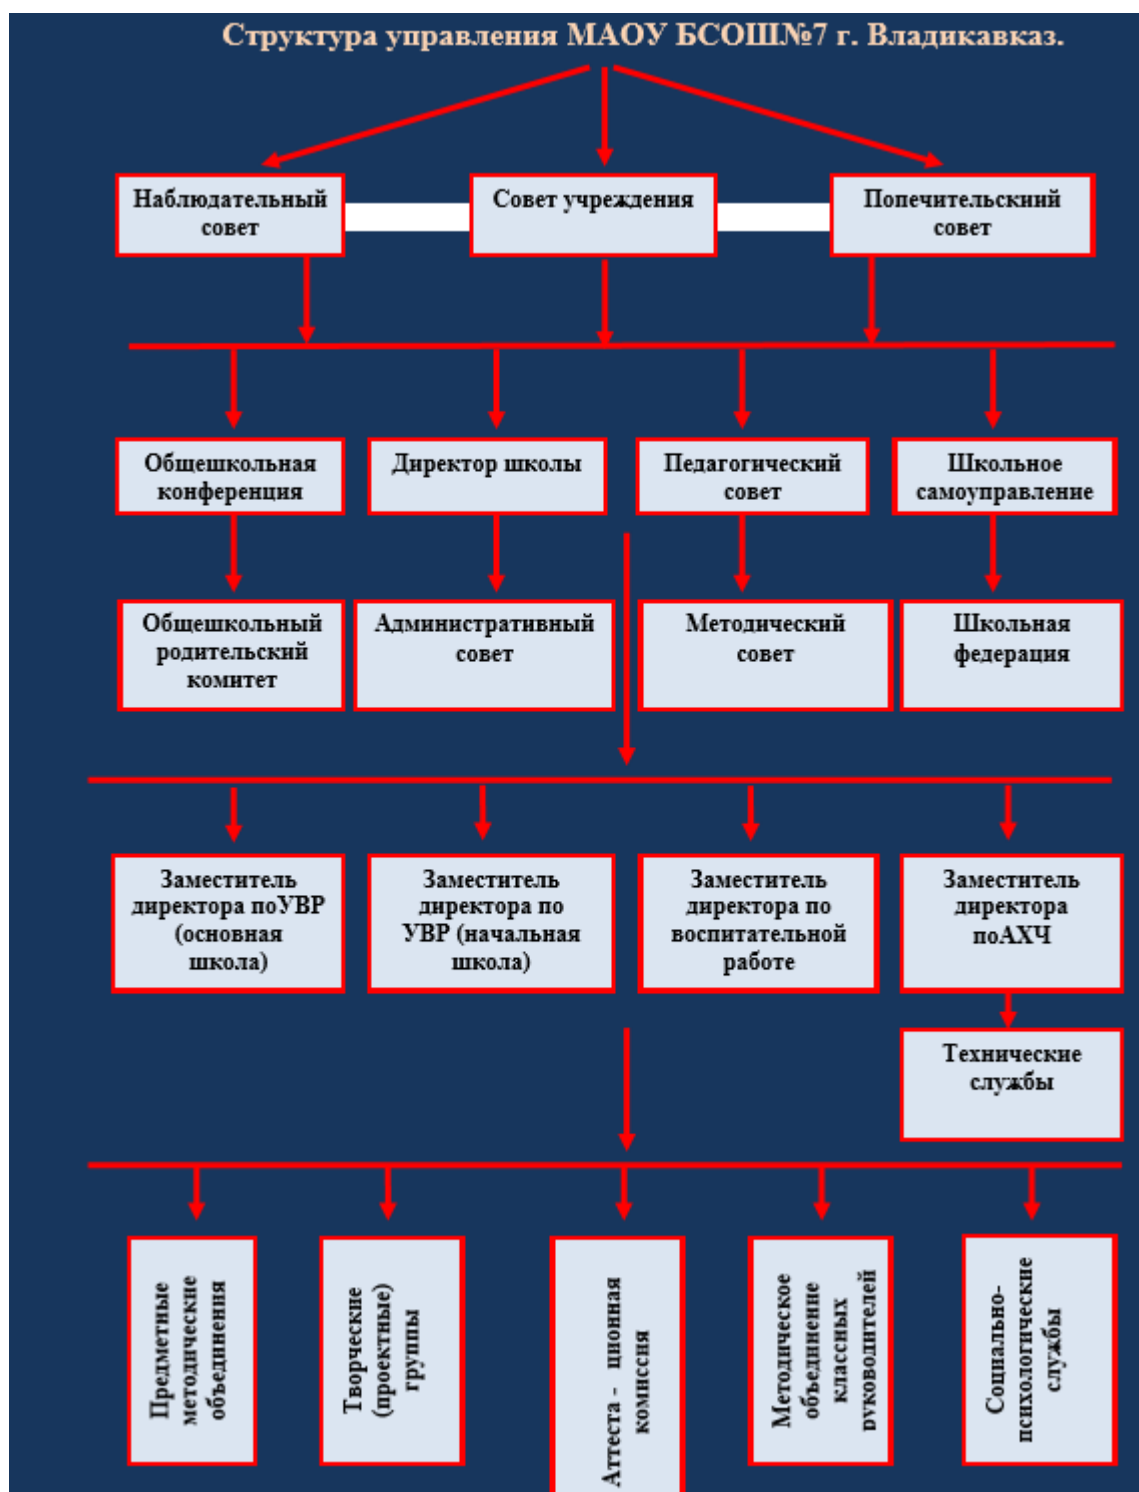 Структура управления МАОУ БСОШ№7 г. Владикавказ.
Наблюдательный
совет
Совет учреждения
Попечительскиий
совет
Общешкольная
конференция
Директор школы
Педагогический
совет
Школьное
самоуправление
Общешкольный
родительский
комитет
Административный
совет
Методический
совет
Школьная
федерация
Заместитель
директора поУВР
(основная
школа)
Заместитель
директора по
УВР (начальная
школа)
Заместитель
директора по
воспитательной
работе
Заместитель
директора
поАХЧ
Технические
службы
Предметные
методические
объединения
Творческие
(проектные)
группы
Аттеста - ционная
комиссия
Методическое
объединение
классных
руководителей
Социально-
психологические
службы